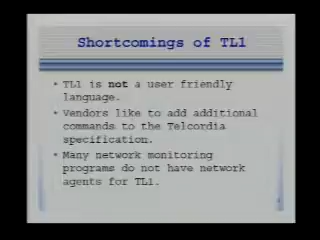 Shortcomings of TL1
• TL1 is not a user friendly
language.
• Vendors like to add additional
commands to the Telcordia
specification.
• Many network monitoring
programs do not have network
agents for TL1.